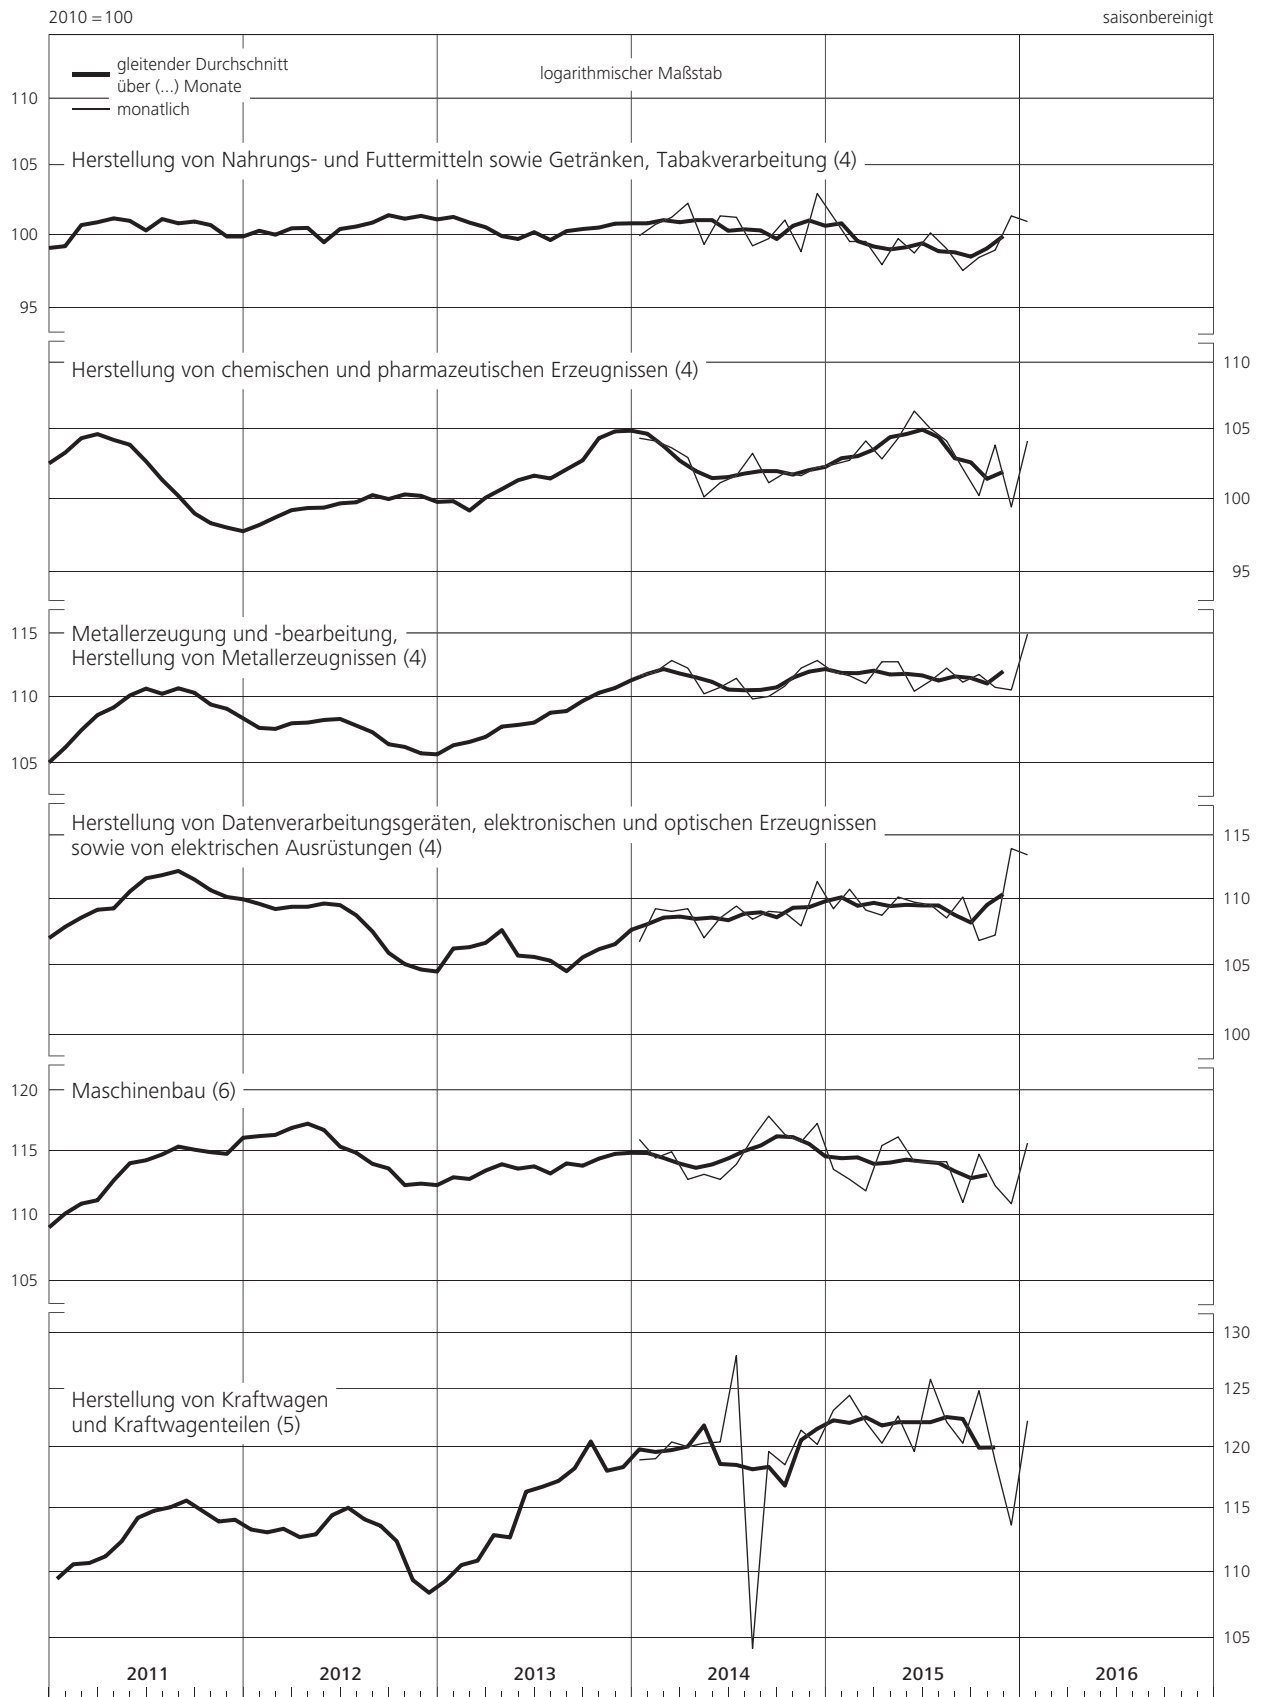 2010 = 100
saisonbereinigt
gleitender Durchschnitt
über (...) Monate
monatlich
logarithmischer Maßstab
110
105
Herstellung von Nahrungs- und Futtermitteln sowie Getränken, Tabakverarbeitung (4)
100
95
110
Herstellung von chemischen und pharmazeutischen Erzeugnissen (4)
105
100
95
115
Metallerzeugung und -bearbeitung,
Herstellung von Metallerzeugnissen (4)
110
105
Herstellung von Datenverarbeitungsgeräten, elektronischen und optischen Erzeugnissen
sowie von elektrischen Ausrüstungen (4)
115
110
105
100
120
Maschinenbau (6)
115
110
105
130
125
Herstellung von Kraftwagen
und Kraftwagenteilen (5)
120
115
110
105
2011 2012 2013 2014 2015 2016